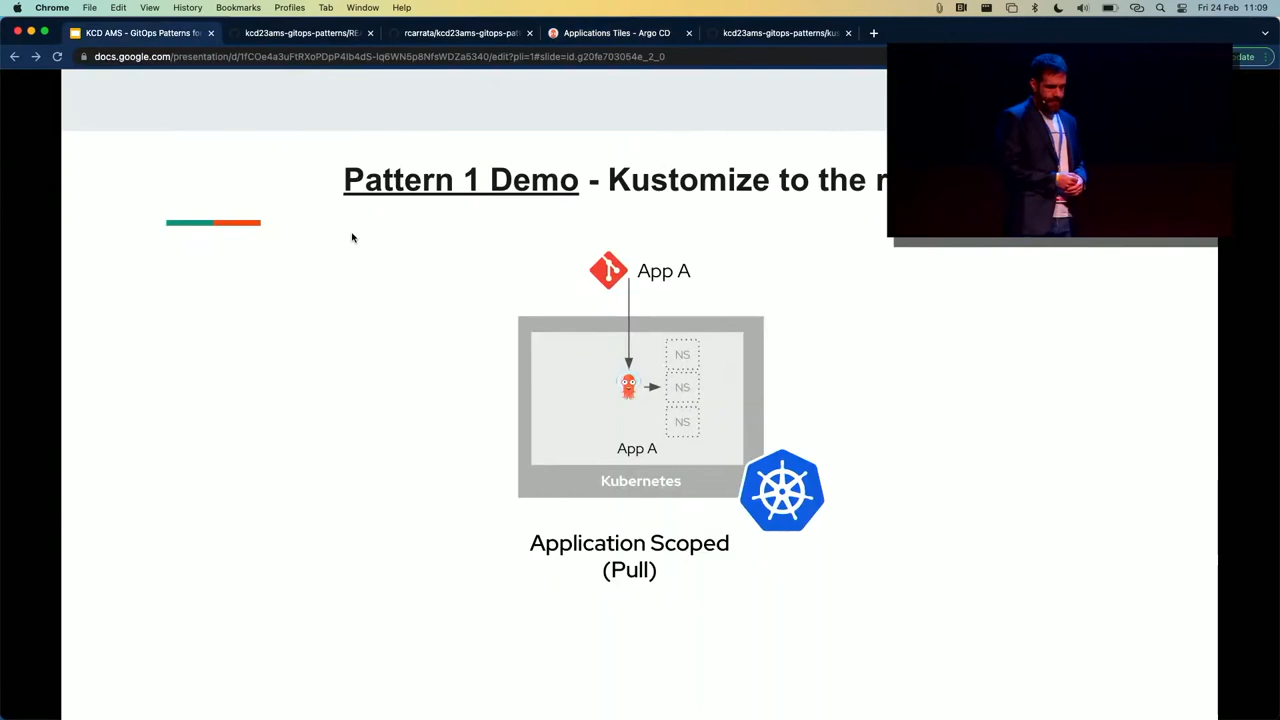 Chrome File Edit View History Bookmarks Profiles Tab Window Help Fri 24 Feb 11:09
KCD AMS - GitOps Patterns fo kcd23ams-gitops-patterns/RE rcarrata/kcd23ams-gitops-pat Applications Tiles - Argo CD kcd23ams-gitops-patterns/kus
docs.google.com/presentation/d/1fCOe4a3uFtRXoPDpP4Ib4dS-Iq6WN5p8NfsWDZa5340/edit?pli=1#slide=id.g20fe703054e_2_0 date
Pattern 1 Demo - Kustomize to the r
App A
NS
NS
NS
App A
Kubernetes
Application Scoped
(Pull)